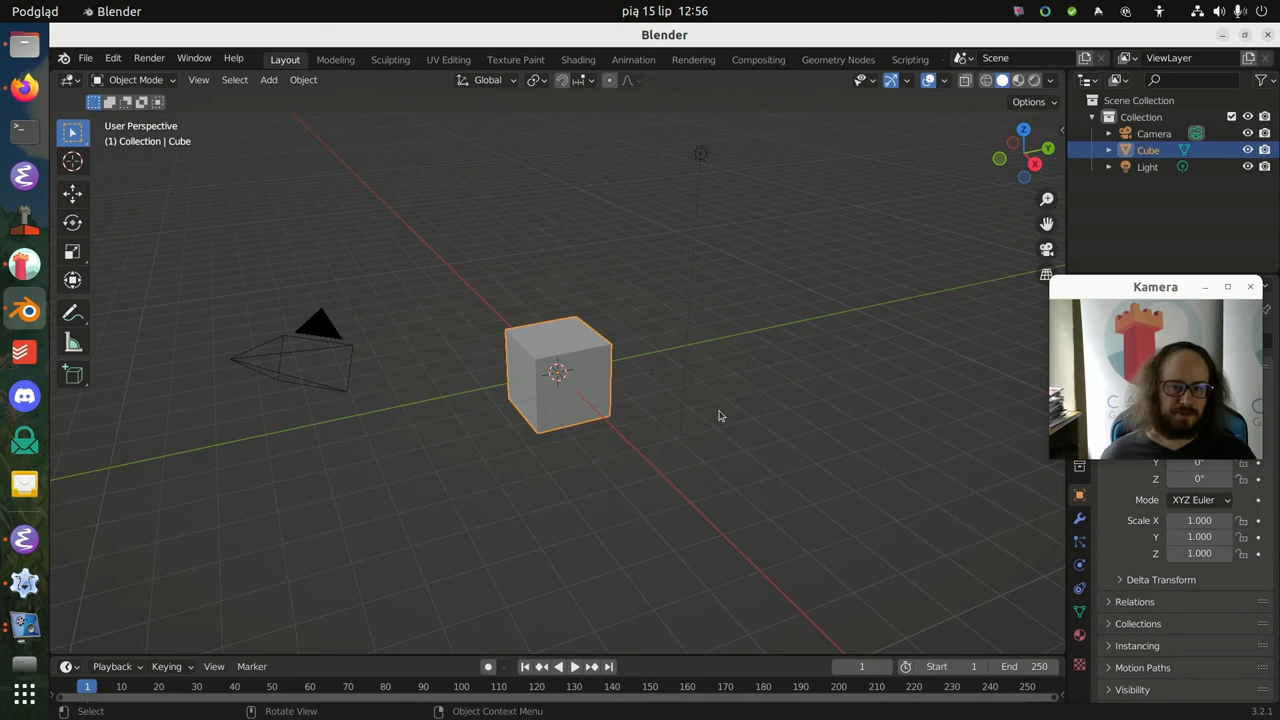 Podgląd
Blender
pią 15 lip 12:56
Blender
File Edit Render Window Help
Layout Modeling Sculpting UV Editing Texture Paint Shading Animation Rendering Compositing Geometry Nodes Scripting
Scene
ViewLayer
Object Mode
View Select Add Object
Global
Options
User Perspective
(1) Collection | Cube
Z
Y
X
Scene Collection
Collection
Camera
Cube
Light
Kamera
Y 0°
Z 0°
Mode XYZ Euler
Scale X 1.000
Y 1.000
Z 1.000
Delta Transform
Relations
Collections
Instancing
Motion Paths
Visibility
Playback Keying View Marker
1
Start 1
End 250
1 10 20 30 40 50 60 70 80 90 100 110 120 130 140 150 160 170 180 190 200 210 220 230 240 250
Select
Rotate View
Object Context Menu
3.2.1